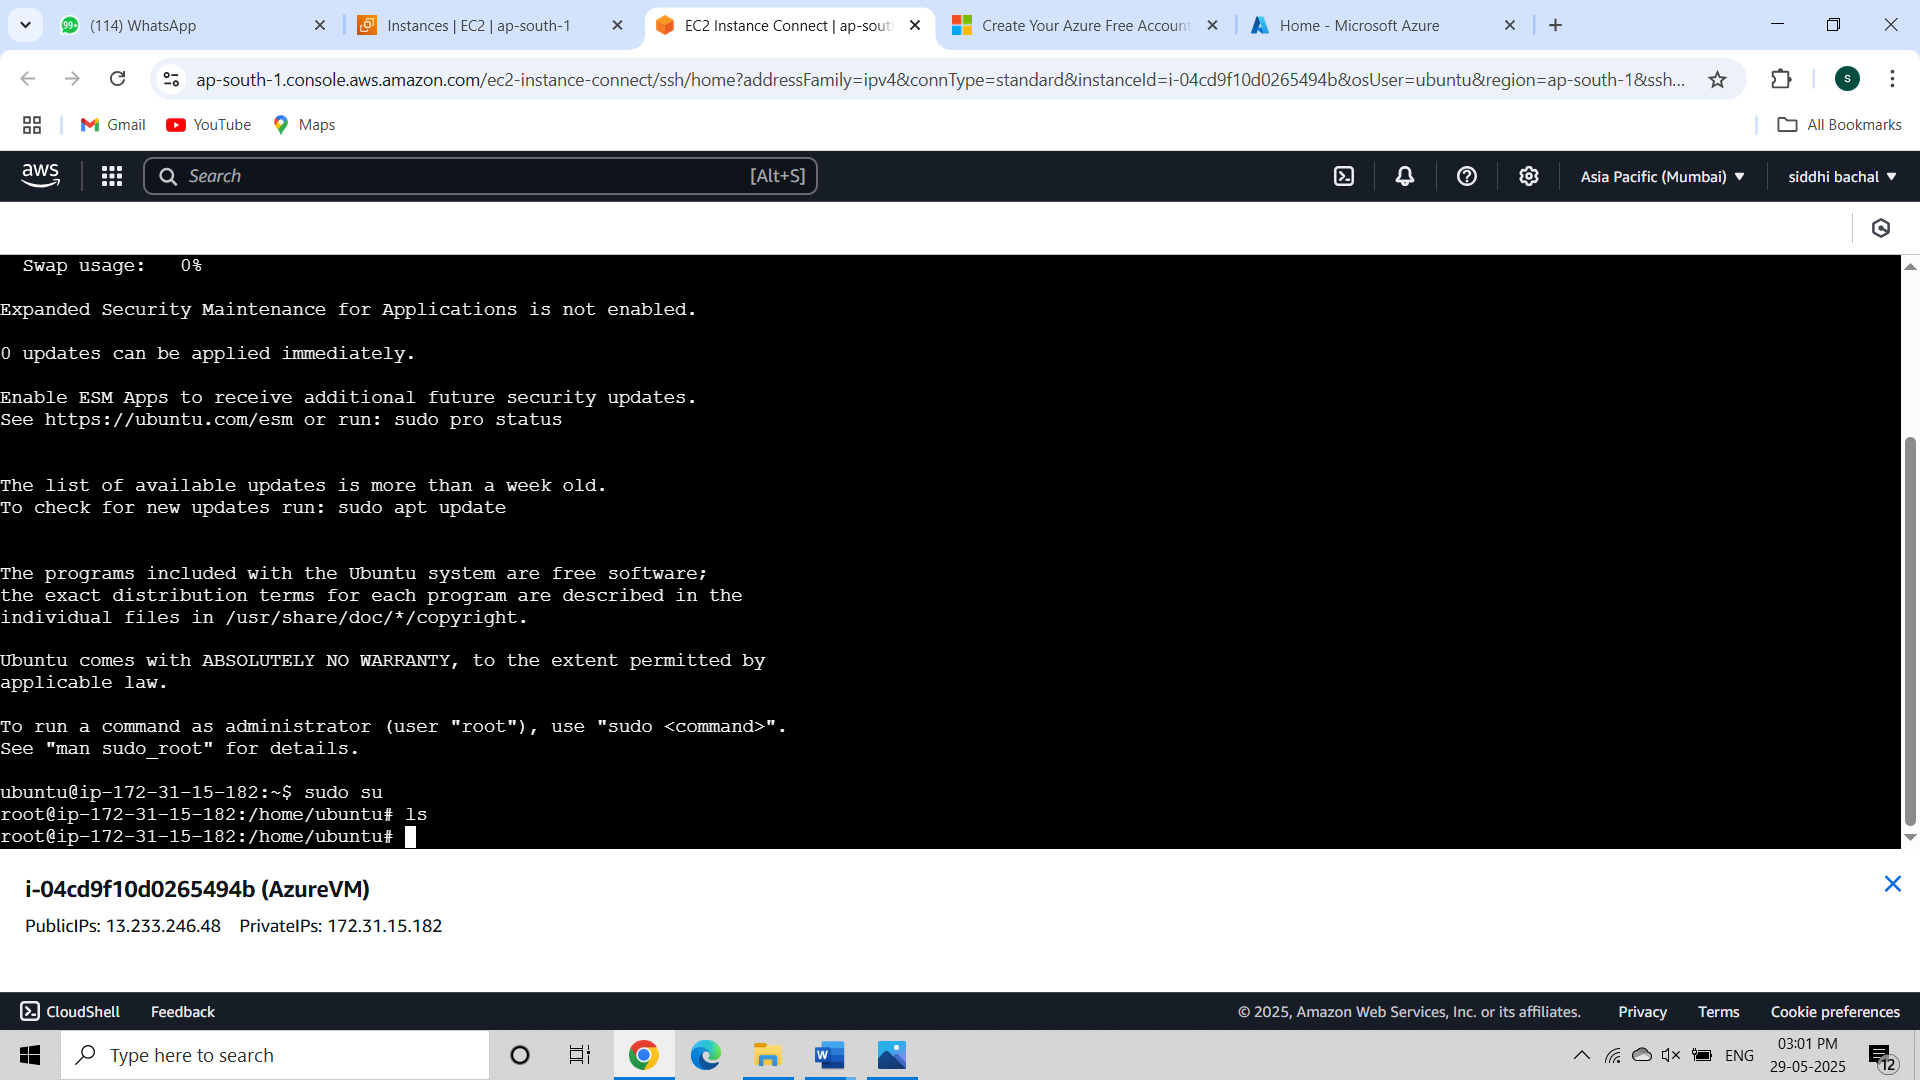 99+
(114) WhatsApp
Instances | EC2 | ap-south-1
EC2 Instance Connect | ap-sout
Create Your Azure Free Account
Home - Microsoft Azure
ap-south-1.console.aws.amazon.com/ec2-instance-connect/ssh/home?addressFamily=ipv4&connType=standard&instanceId=i-04cd9f10d0265494b&osUser=ubuntu&region=ap-south-1&ssh...
S
Gmail
YouTube
Maps
All Bookmarks
aws
Search
[Alt+S]
Asia Pacific (Mumbai)
siddhi bachal
Swap usage:   0%
Expanded Security Maintenance for Applications is not enabled.
0 updates can be applied immediately.
Enable ESM Apps to receive additional future security updates.
See https://ubuntu.com/esm or run: sudo pro status
The list of available updates is more than a week old.
To check for new updates run: sudo apt update
The programs included with the Ubuntu system are free software;
the exact distribution terms for each program are described in the
individual files in /usr/share/doc/*/copyright.
Ubuntu comes with ABSOLUTELY NO WARRANTY, to the extent permitted by
applicable law.
To run a command as administrator (user "root"), use "sudo <command>".
See "man sudo_root" for details.
ubuntu@ip-172-31-15-182:~$ sudo su
root@ip-172-31-15-182:/home/ubuntu# ls
root@ip-172-31-15-182:/home/ubuntu#
i-04cd9f10d0265494b (AzureVM)
PublicIPs: 13.233.246.48    PrivateIPs: 172.31.15.182
CloudShell
Feedback
© 2025, Amazon Web Services, Inc. or its affiliates.
Privacy
Terms
Cookie preferences
Type here to search
W
ENG
03:01 PM
29-05-2025
12